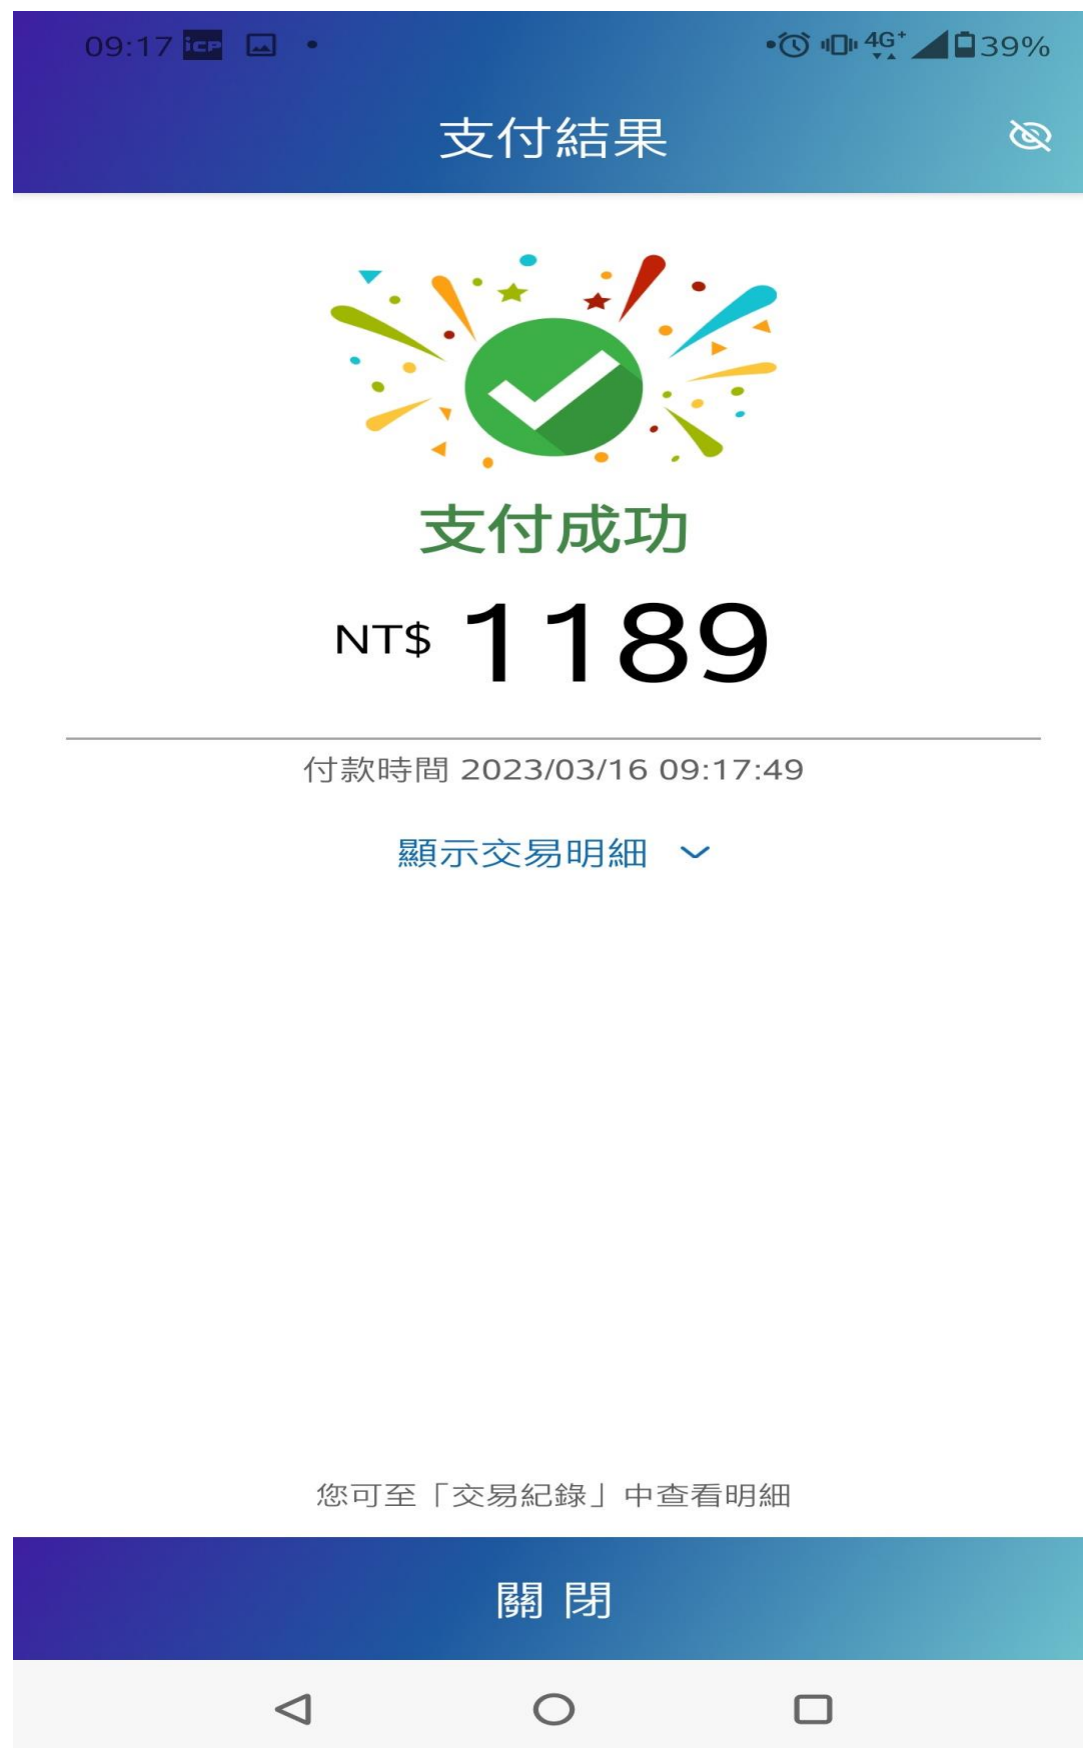 09:17 icp 4G+ 39%
支付結果
支付成功
NT$ 1189
付款時間 2023/03/16 09:17:49
顯示交易明細
您可至「交易紀錄」中查看明細
關閉